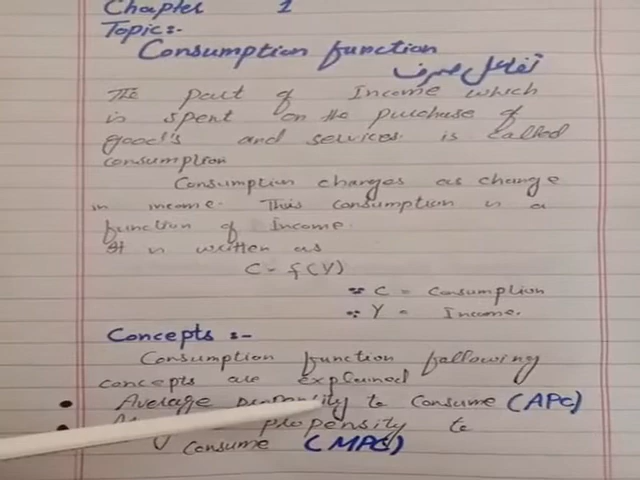 Chapter 1
Topic:-
Consumption function
تفاعل صرف
The Part of Income which
is spent on the purchase of
good's and services. is called
consumption
Consumption changes as change
in income. Thus consumption is a
function of Income.
It is written as
C = f(Y)
∵ C = Consumption
∵ Y = Income.
Concepts :-
Consumption function following
concepts are explained
• Average propensity to Consume (APC)
• propensity to
Consume (MPC)